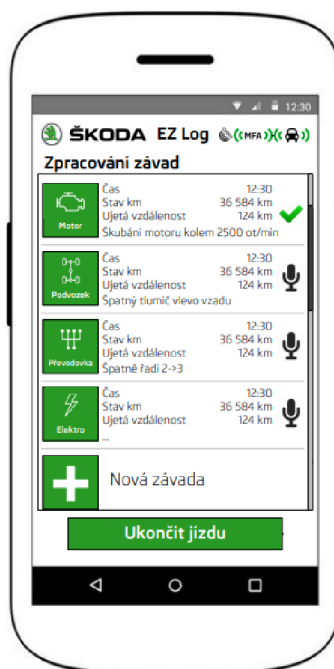 12:30
ŠKODA EZ Log ((MFA)) 
Zpracování závad
Čas 12:30
Stav km 36 584 km
Ujetá vzdálenost 124 km
Motor
Škubání motoru kolem 2500 ot/min
Čas 12:30
Stav km 36 584 km
Ujetá vzdálenost 124 km
Podvozek
Špatný tlumič vlevo vzadu
Čas 12:30
Stav km 36 584 km
Ujetá vzdálenost 124 km
Převodovka
Špatně řadí 2->3
Čas 12:30
Stav km 36 584 km
Ujetá vzdálenost 124 km
Elektro
...
Nová závada
Ukončit jízdu